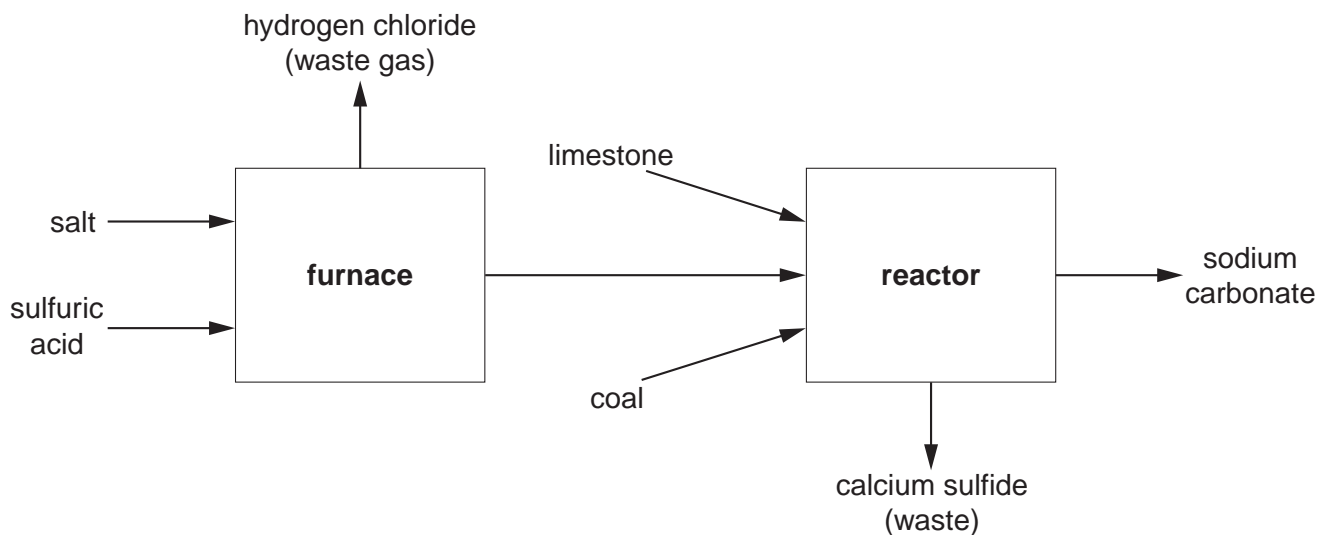 hydrogen chloride
(waste gas)
limestone
salt
furnace
reactor
sodium
carbonate
sulfuric
acid
coal
calcium sulfide
(waste)